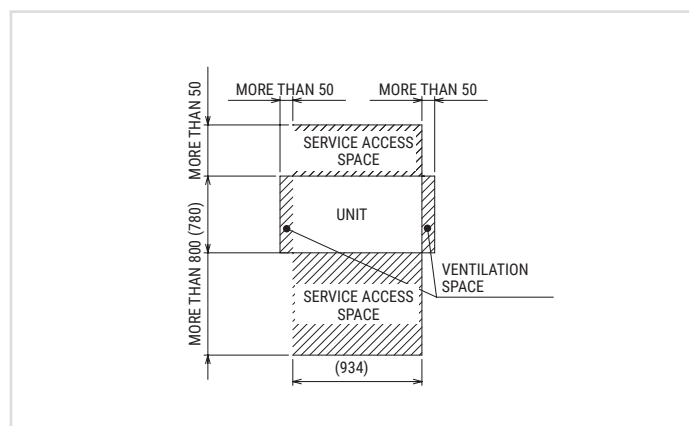 MORE THAN 50
MORE THAN 50
MORE THAN 50
SERVICE ACCESS
SPACE
UNIT
MORE THAN 800 (780)
VENTILATION
SPACE
SERVICE ACCESS
SPACE
(934)